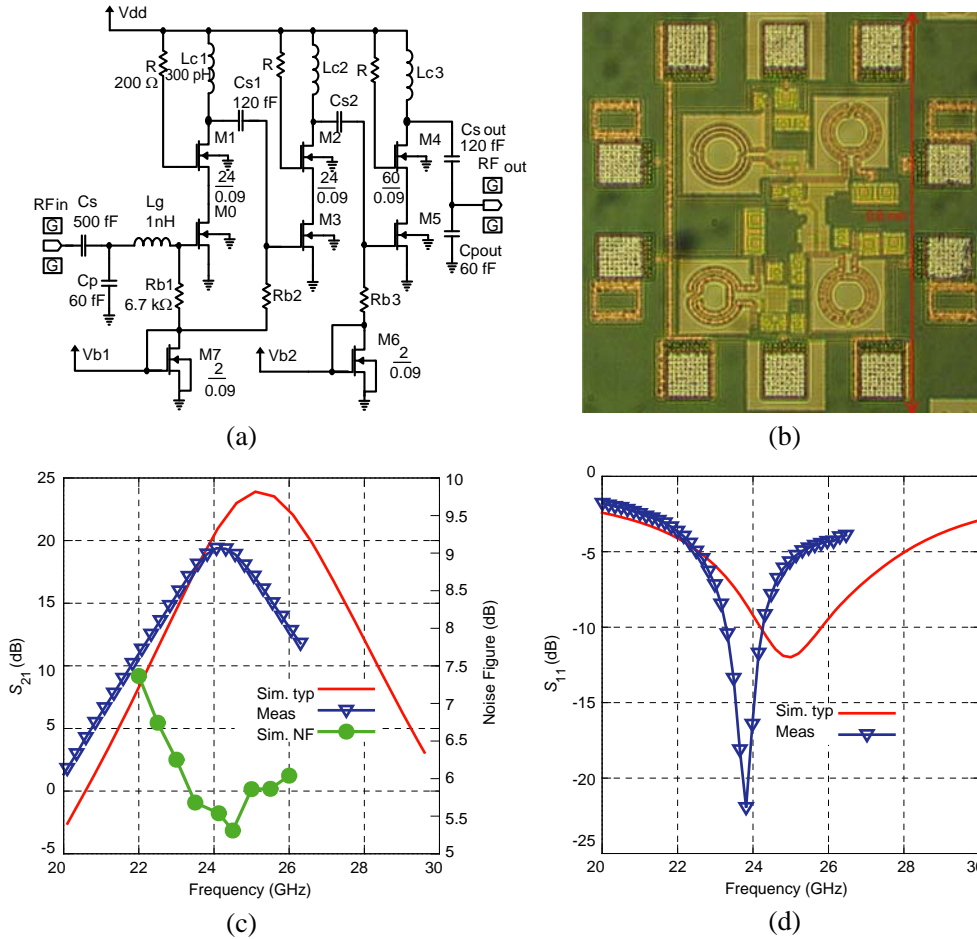 Vdd
R
200 Ω
Lc1
300 pH
Cs1
120 fF
R
Lc2
Cs2
R
Lc3
M1
24
0.09
M0
M2
24
0.09
M3
M4
60
0.09
M5
Cs out
120 fF
RF out
G
G
Cpout
60 fF
RFin
G
G
Cs
500 fF
Lg
1nH
Cp
60 fF
Rb1
6.7 kΩ
Rb2
Rb3
Vb1
M7
2
0.09
Vb2
M6
2
0.09
(a)
(b)
S21 (dB)
25
20
15
10
5
0
-5
Noise Figure (dB)
10
9.5
9
8.5
8
7.5
7
6.5
6
5.5
5
Sim. typ
Meas
Sim. NF
20 22 24 26 28 30
Frequency (GHz)
(c)
S11 (dB)
0
-5
-10
-15
-20
-25
Sim. typ
Meas
20 22 24 26 28 30
Frequency (GHz)
(d)